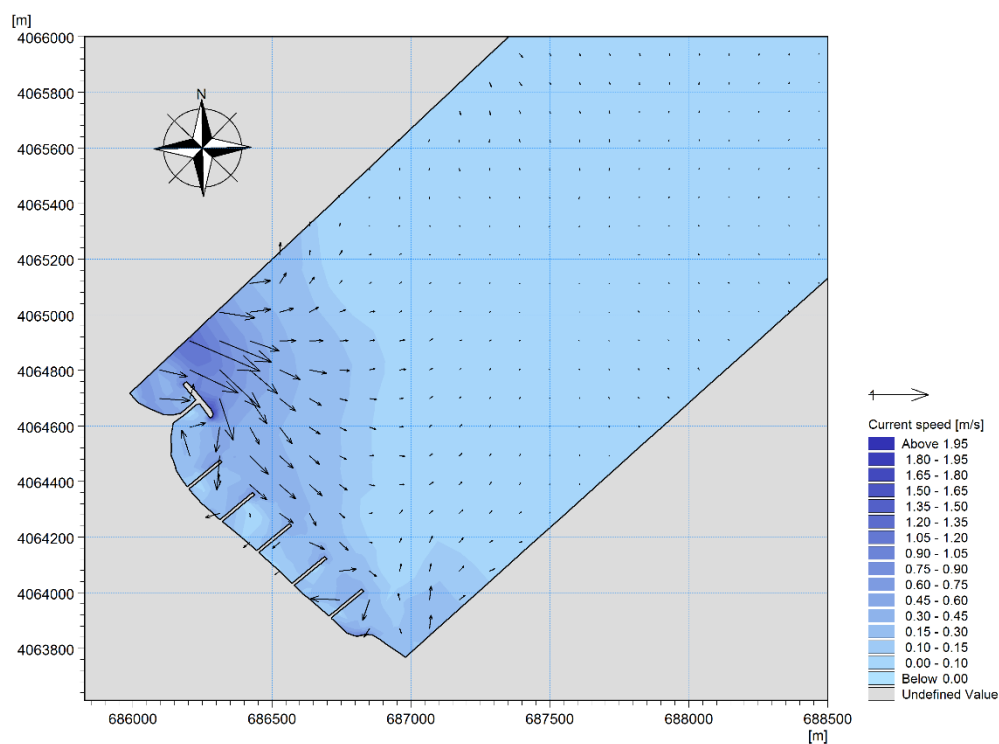 [m]
4066000
4065800
4065600
4065400
4065200
4065000
4064800
4064600
4064400
4064200
4064000
4063800
N
686000 686500 687000 687500 688000 688500
[m]
1
Current speed [m/s]
Above 1.95
1.80 - 1.95
1.65 - 1.80
1.50 - 1.65
1.35 - 1.50
1.20 - 1.35
1.05 - 1.20
0.90 - 1.05
0.75 - 0.90
0.60 - 0.75
0.45 - 0.60
0.30 - 0.45
0.15 - 0.30
0.10 - 0.15
0.00 - 0.10
Below 0.00
Undefined Value